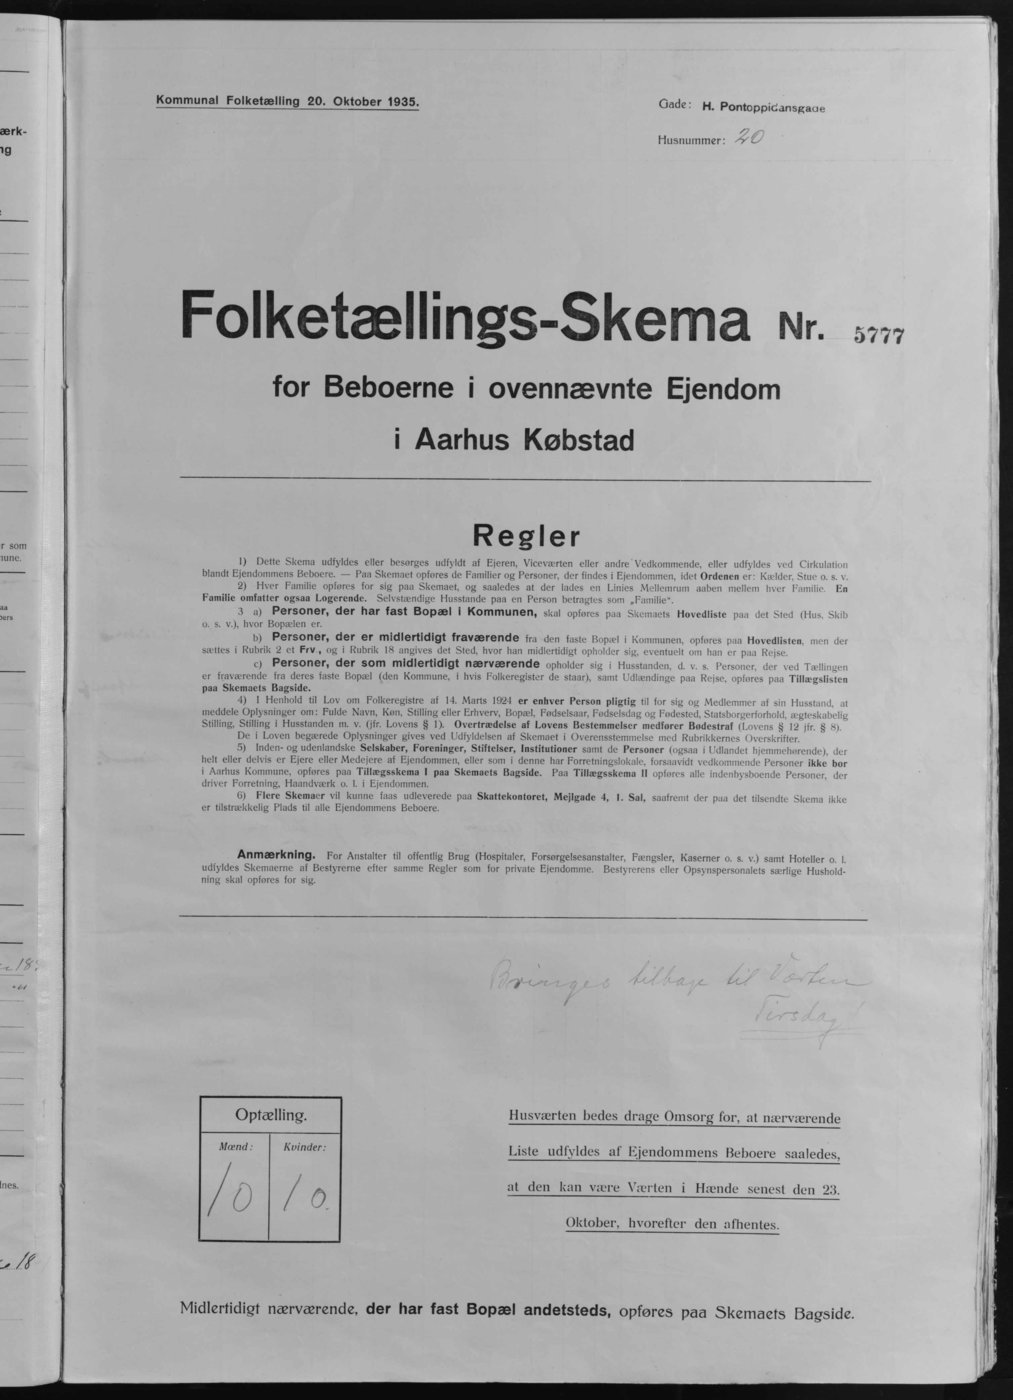 Kommunal Folketælling 20. Oktober 1935.
Gade: H. Pontoppidansgade
Husnummer: 20
Folketællings-Skema Nr. 5777
for Beboerne i ovennævnte Ejendom
i Aarhus Købstad
Regler
1) Dette Skema udfyldes eller besørges udfyldt af Ejeren, Viceværten eller andre Vedkommende, eller udfyldes ved Cirkulation
blandt Ejendommens Beboere. — Paa Skemaet opføres de Familier og Personer, der findes i Ejendommen, idet Ordenen er: Kælder, Stue o. s. v.
2) Hver Familie opføres for sig paa Skemaet, og saaledes at der lades en Linies Mellemrum aaben mellem hver Familie. En
Familie omfatter ogsaa Logerende. Selvstændige Husstande paa en Person betragtes som „Familie".
3 a) Personer, der har fast Bopæl i Kommunen, skal opføres paa Skemaets Hovedliste paa det Sted (Hus, Skib
o. s. v.), hvor Bopælen er.
b) Personer, der er midlertidigt fraværende fra den faste Bopæl i Kommunen, opføres paa Hovedlisten, men der
sættes i Rubrik 2 et Frv., og i Rubrik 18 angives det Sted, hvor han midlertidigt opholder sig, eventuelt om han er paa Rejse.
c) Personer, der som midlertidigt nærværende opholder sig i Husstanden, d. v. s. Personer, der ved Tællingen
er fraværende fra deres faste Bopæl (den Kommune, i hvis Folkeregister de staar), samt Udlændinge paa Rejse, opføres paa Tillægslisten
paa Skemaets Bagside.
4) I Henhold til Lov om Folkeregistre af 14. Marts 1924 er enhver Person pligtig til for sig og Medlemmer af sin Husstand, at
meddele Oplysninger om: Fulde Navn, Køn, Stilling eller Erhverv, Bopæl, Fødselsaar, Fødselsdag og Fødested, Statsborgerforhold, ægteskabelig
Stilling, Stilling i Husstanden m. v. (jfr. Lovens § 1). Overtrædelse af Lovens Bestemmelser medfører Bødestraf (Lovens § 12 jfr. § 8).
De i Loven begærede Oplysninger gives ved Udfyldelsen af Skemaet i Overensstemmelse med Rubrikkernes Overskrifter.
5) Inden- og udenlandske Selskaber, Foreninger, Stiftelser, Institutioner samt de Personer (ogsaa i Udlandet hjemmehørende), der
helt eller delvis er Ejere eller Medejere af Ejendommen, eller som i denne har Forretningslokale, forsaavidt vedkommende Personer ikke bor
i Aarhus Kommune, opføres paa Tillægsskema I paa Skemaets Bagside. Paa Tillægsskema II opføres alle indenbysboende Personer, der
driver Forretning, Haandværk o. l. i Ejendommen.
6) Flere Skemaer vil kunne faas udleverede paa Skattekontoret, Mejlgade 4, 1. Sal, saafremt der paa det tilsendte Skema ikke
er tilstrækkelig Plads til alle Ejendommens Beboere.
Anmærkning. For Anstalter til offentlig Brug (Hospitaler, Forsørgelsesanstalter, Fængsler, Kaserner o. s. v.) samt Hoteller o. l.
udfyldes Skemaerne af Bestyrerne efter samme Regler som for private Ejendomme. Bestyrerens eller Opsynspersonalets særlige Hushold-
ning skal opføres for sig.
Bringes tilbage til Værten
Tirsdag!
Optælling.
Mænd: Kvinder:
10 10.
Husværten bedes drage Omsorg for, at nærværende
Liste udfyldes af Ejendommens Beboere saaledes,
at den kan være Værten i Hænde senest den 23.
Oktober, hvorefter den afhentes.
Midlertidigt nærværende, der har fast Bopæl andetsteds, opføres paa Skemaets Bagside.